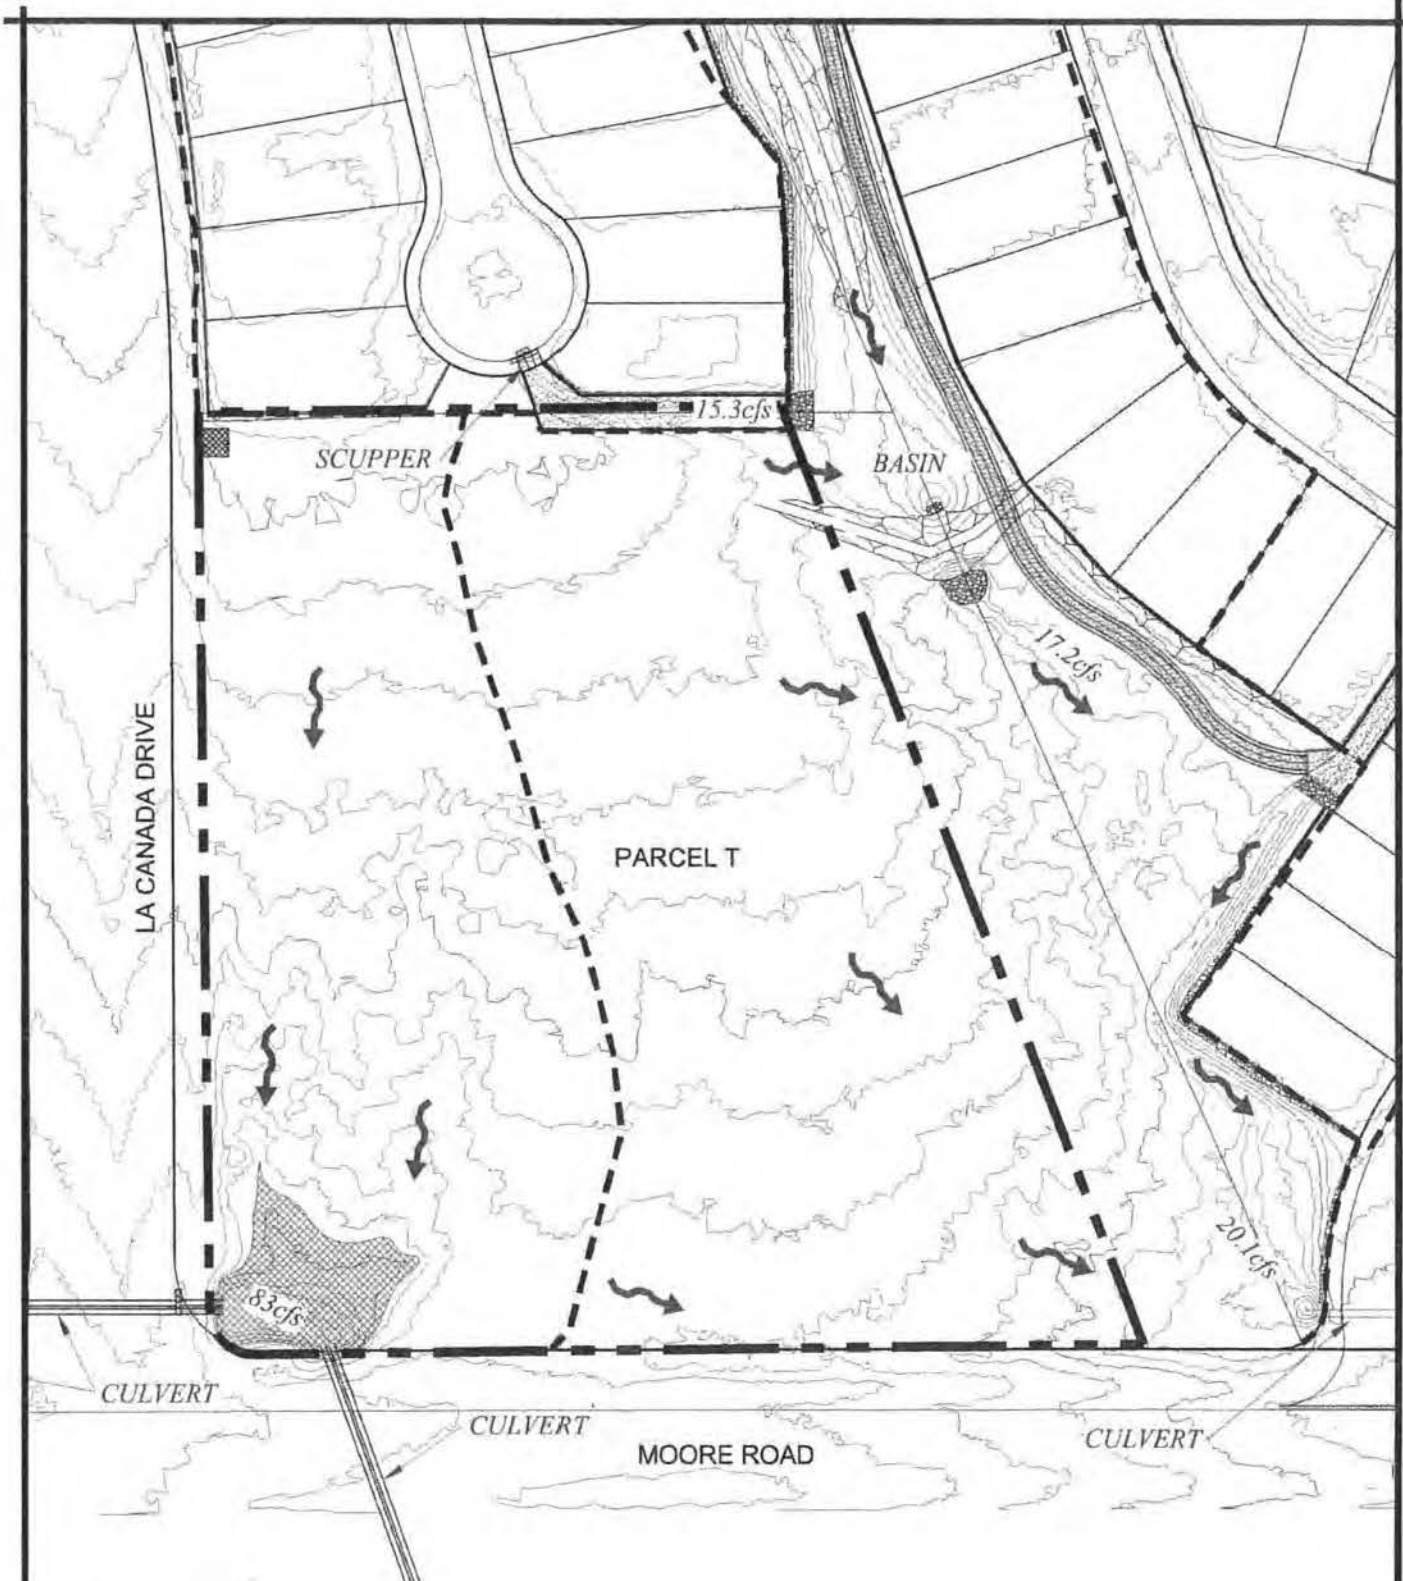 15.3cfs
SCUPPER
BASIN
17.2cfs
LA CANADA DRIVE
PARCEL T
20.1cfs
83cfs
CULVERT
CULVERT
CULVERT
MOORE ROAD